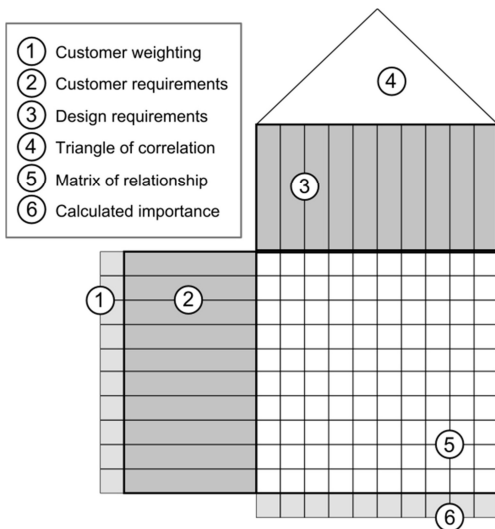 1 Customer weighting
2 Customer requirements
3 Design requirements
4 Triangle of correlation
5 Matrix of relationship
6 Calculated importance
4
3
1
2
5
6